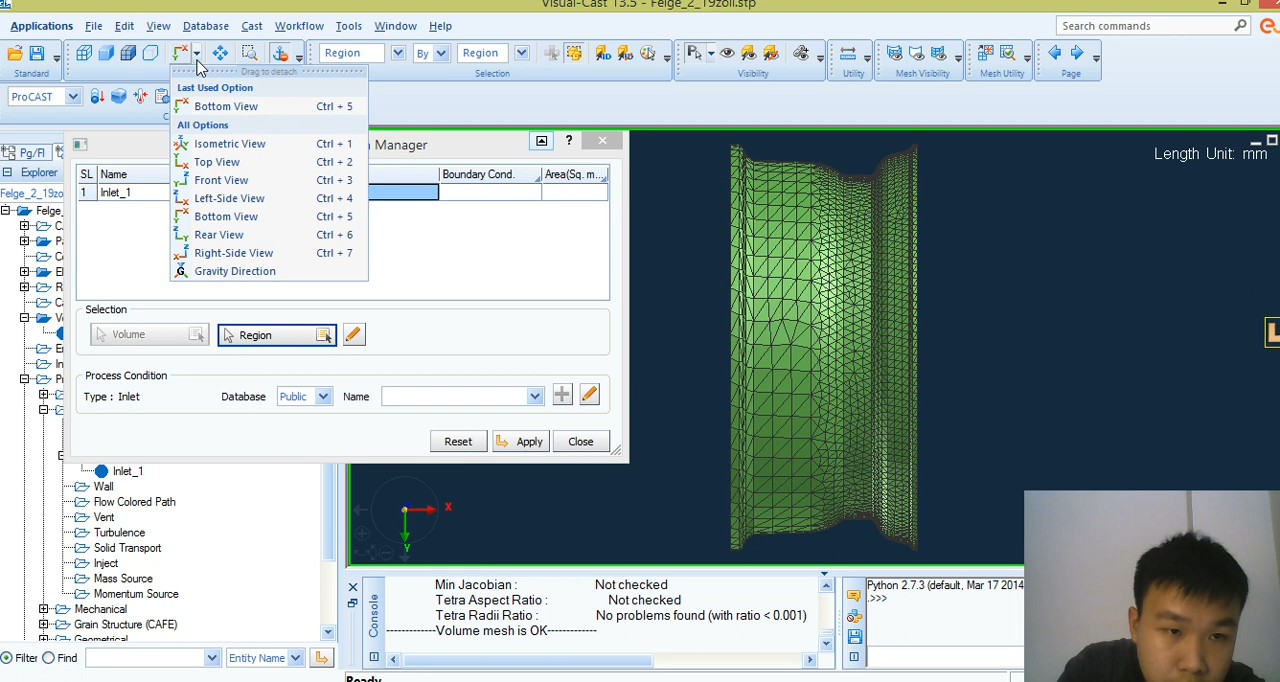 Visual-Cast 13.5 - Felge_2_19zoll.stp
Applications File Edit View Database Cast Workflow Tools Window Help
Search commands
Region By Region
Standard Selection Visibility Utility Mesh Visibility Mesh Utility Page
Drag to detach
Last Used Option
Bottom View Ctrl + 5
All Options
Isometric View Ctrl + 1
Top View Ctrl + 2
Front View Ctrl + 3
Left-Side View Ctrl + 4
Bottom View Ctrl + 5
Rear View Ctrl + 6
Right-Side View Ctrl + 7
Gravity Direction
ProCAST
Pg/Fl
Explorer
Felge_2_19zo
Felge_
Manager
?
SL Name Boundary Cond. Area(Sq. m...
1 Inlet_1
Selection
Volume Region
Process Condition
Type : Inlet Database Public Name
Reset Apply Close
Length Unit: mm
Inlet_1
Wall
Flow Colored Path
Vent
Turbulence
Solid Transport
Inject
Mass Source
Momentum Source
Mechanical
Grain Structure (CAFE)
Geometrical
Filter Find Entity Name
X
Y
Console
Min Jacobian : Not checked
Tetra Aspect Ratio : Not checked
Tetra Radii Ratio : No problems found (with ratio < 0.001)
-------------Volume mesh is OK-------------
Python 2.7.3 (default, Mar 17 2014
.>>>
Ready